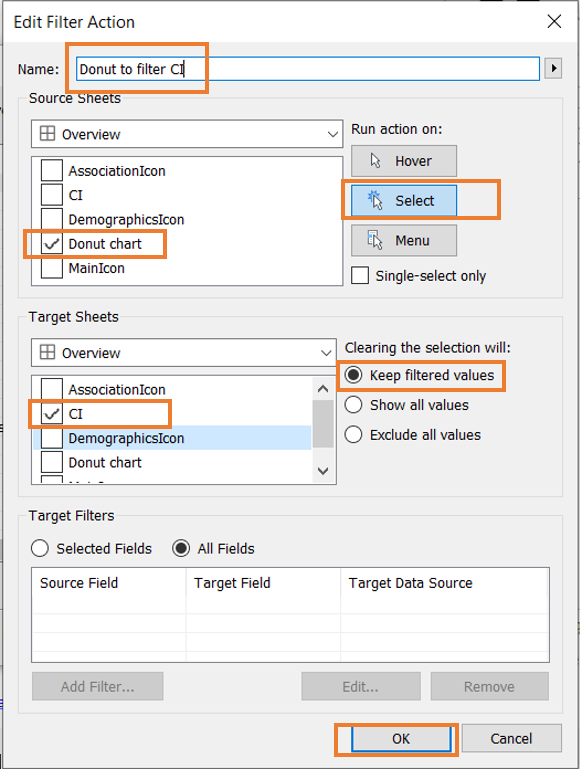 Edit Filter Action
Name: Donut to filter CI
Source Sheets
Overview
Run action on:
AssociationIcon
CI
DemographicsIcon
Donut chart
MainIcon
Hover
Select
Menu
Single-select only
Target Sheets
Overview
Clearing the selection will:
AssociationIcon
CI
DemographicsIcon
Donut chart
Keep filtered values
Show all values
Exclude all values
Target Filters
Selected Fields All Fields
Source Field Target Field Target Data Source
Add Filter... Edit... Remove
OK Cancel